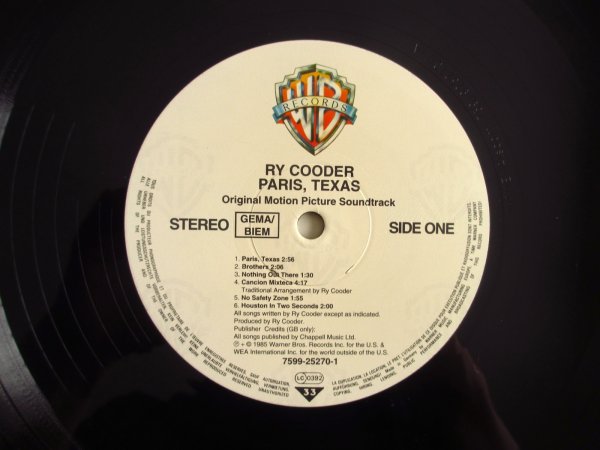 WB
RECORDS
RY COODER
PARIS, TEXAS
Original Motion Picture Soundtrack
STEREO
GEMA/
BIEM
SIDE ONE
1. Paris, Texas 2:56
2. Brothers 2:06
3. Nothing Out There 1:30
4. Cancion Mixteca 4:17
Traditional Arrangement by Ry Cooder
5. No Safety Zone 1:55
6. Houston In Two Seconds 2:00
All songs written by Ry Cooder except as indicated.
Produced by Ry Cooder.
Publisher Credits (GB only):
All songs published by Chappell Music Ltd.
℗ + © 1985 Warner Bros. Records Inc. for the U.S. &
WEA International Inc. for the world outside of the U.S.
7599-25270-1
LC 0392
33